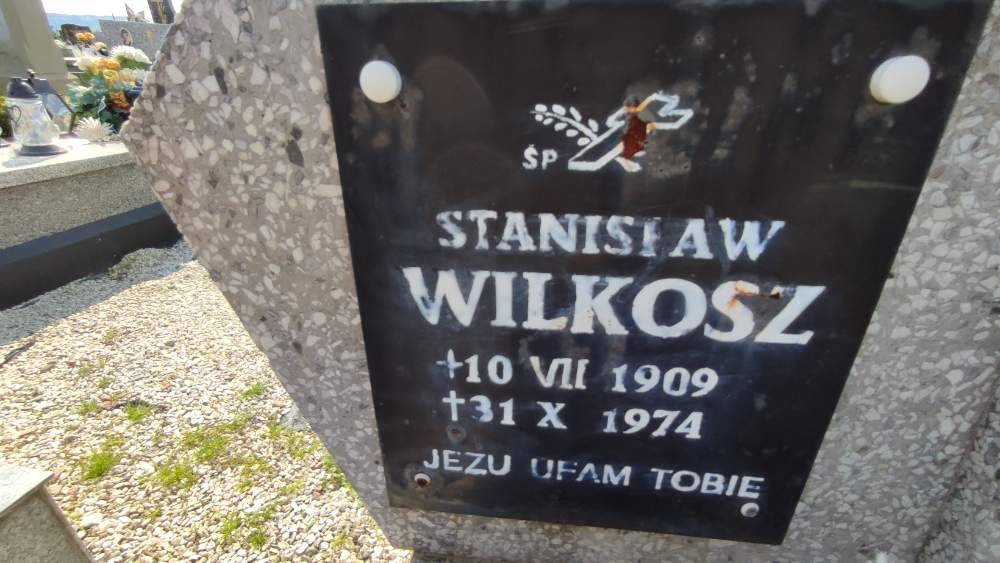 ŚP
STANISŁAW
WILKOSZ
+10 VII 1909
†31 X 1974
JEZU UFAM TOBIE